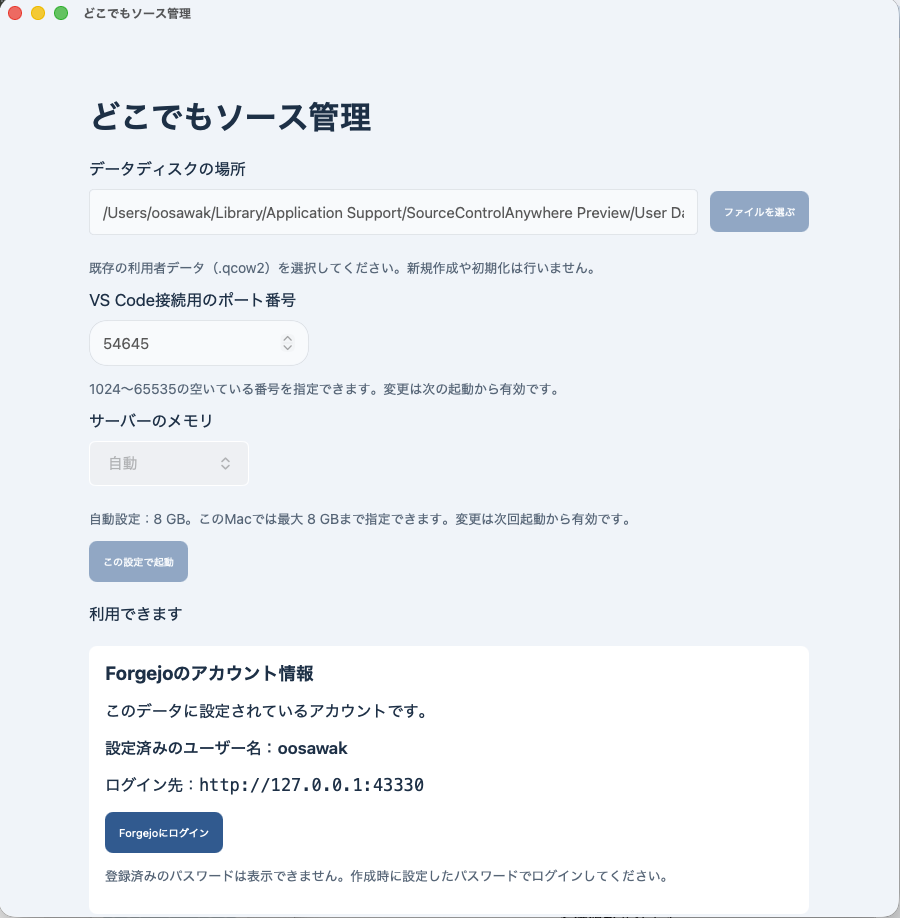 どこでもソース管理
どこでもソース管理
データディスクの場所
/Users/oosawak/Library/Application Support/SourceControlAnywhere Preview/User Da
ファイルを選ぶ
既存の利用者データ（.qcow2）を選択してください。新規作成や初期化は行いません。
VS Code接続用のポート番号
54645
1024〜65535の空いている番号を指定できます。変更は次の起動から有効です。
サーバーのメモリ
自動
自動設定：8 GB。このMacでは最大 8 GBまで指定できます。変更は次回起動から有効です。
この設定で起動
利用できます
Forgejoのアカウント情報
このデータに設定されているアカウントです。
設定済みのユーザー名：oosawak
ログイン先：http://127.0.0.1:43330
Forgejoにログイン
登録済みのパスワードは表示できません。作成時に設定したパスワードでログインしてください。